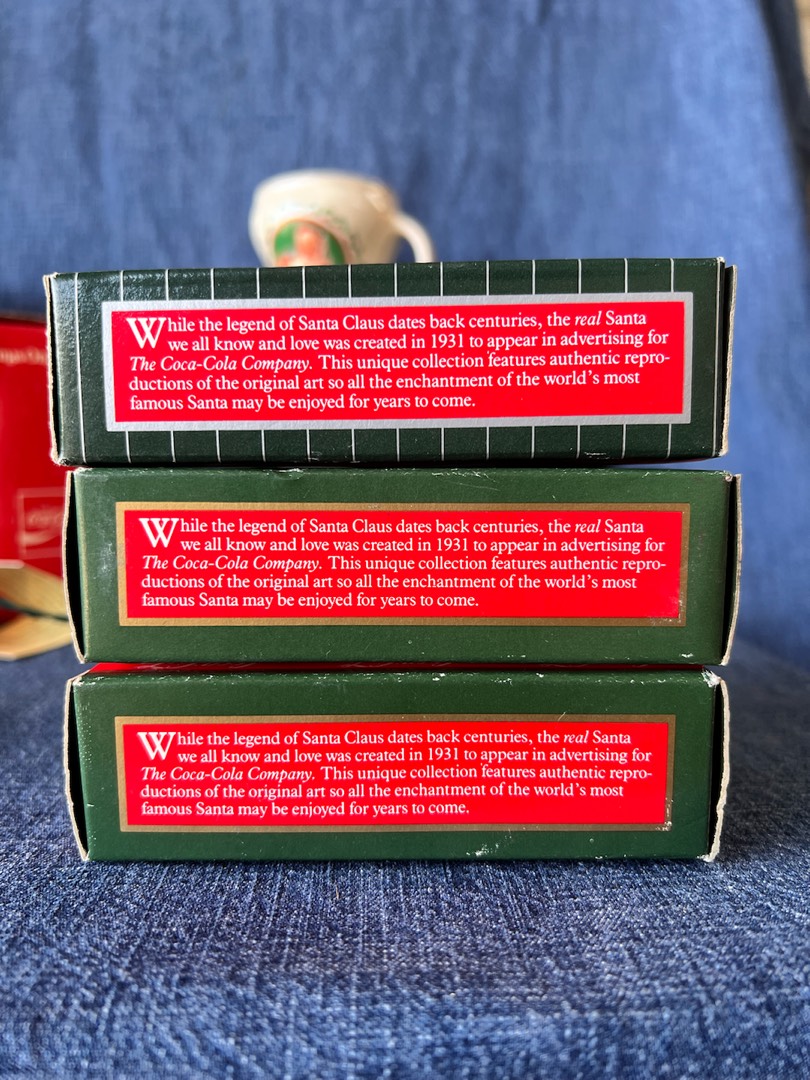 While the legend of Santa Claus dates back centuries, the real Santa
we all know and love was created in 1931 to appear in advertising for
The Coca-Cola Company. This unique collection features authentic repro-
ductions of the original art so all the enchantment of the world's most
famous Santa may be enjoyed for years to come.
While the legend of Santa Claus dates back centuries, the real Santa
we all know and love was created in 1931 to appear in advertising for
The Coca-Cola Company. This unique collection features authentic repro-
ductions of the original art so all the enchantment of the world's most
famous Santa may be enjoyed for years to come.
While the legend of Santa Claus dates back centuries, the real Santa
we all know and love was created in 1931 to appear in advertising for
The Coca-Cola Company. This unique collection features authentic repro-
ductions of the original art so all the enchantment of the world's most
famous Santa may be enjoyed for years to come.